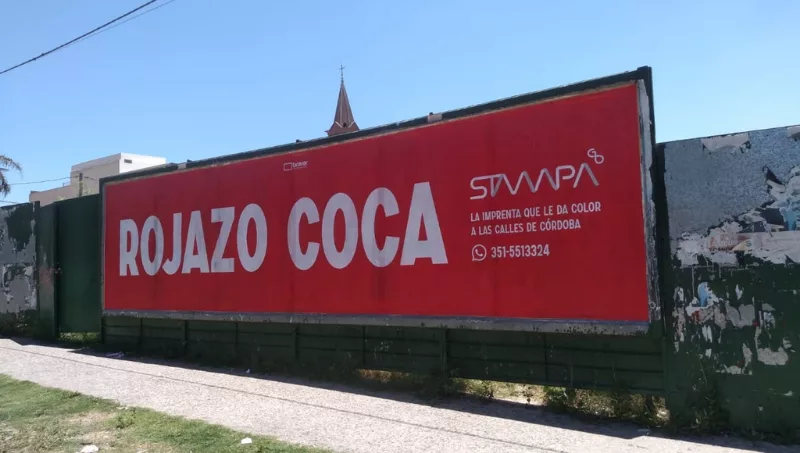 ROJAZO COCA
STAMPA
LA IMPRENTA QUE LE DA COLOR
A LAS CALLES DE CÓRDOBA
351-5513324